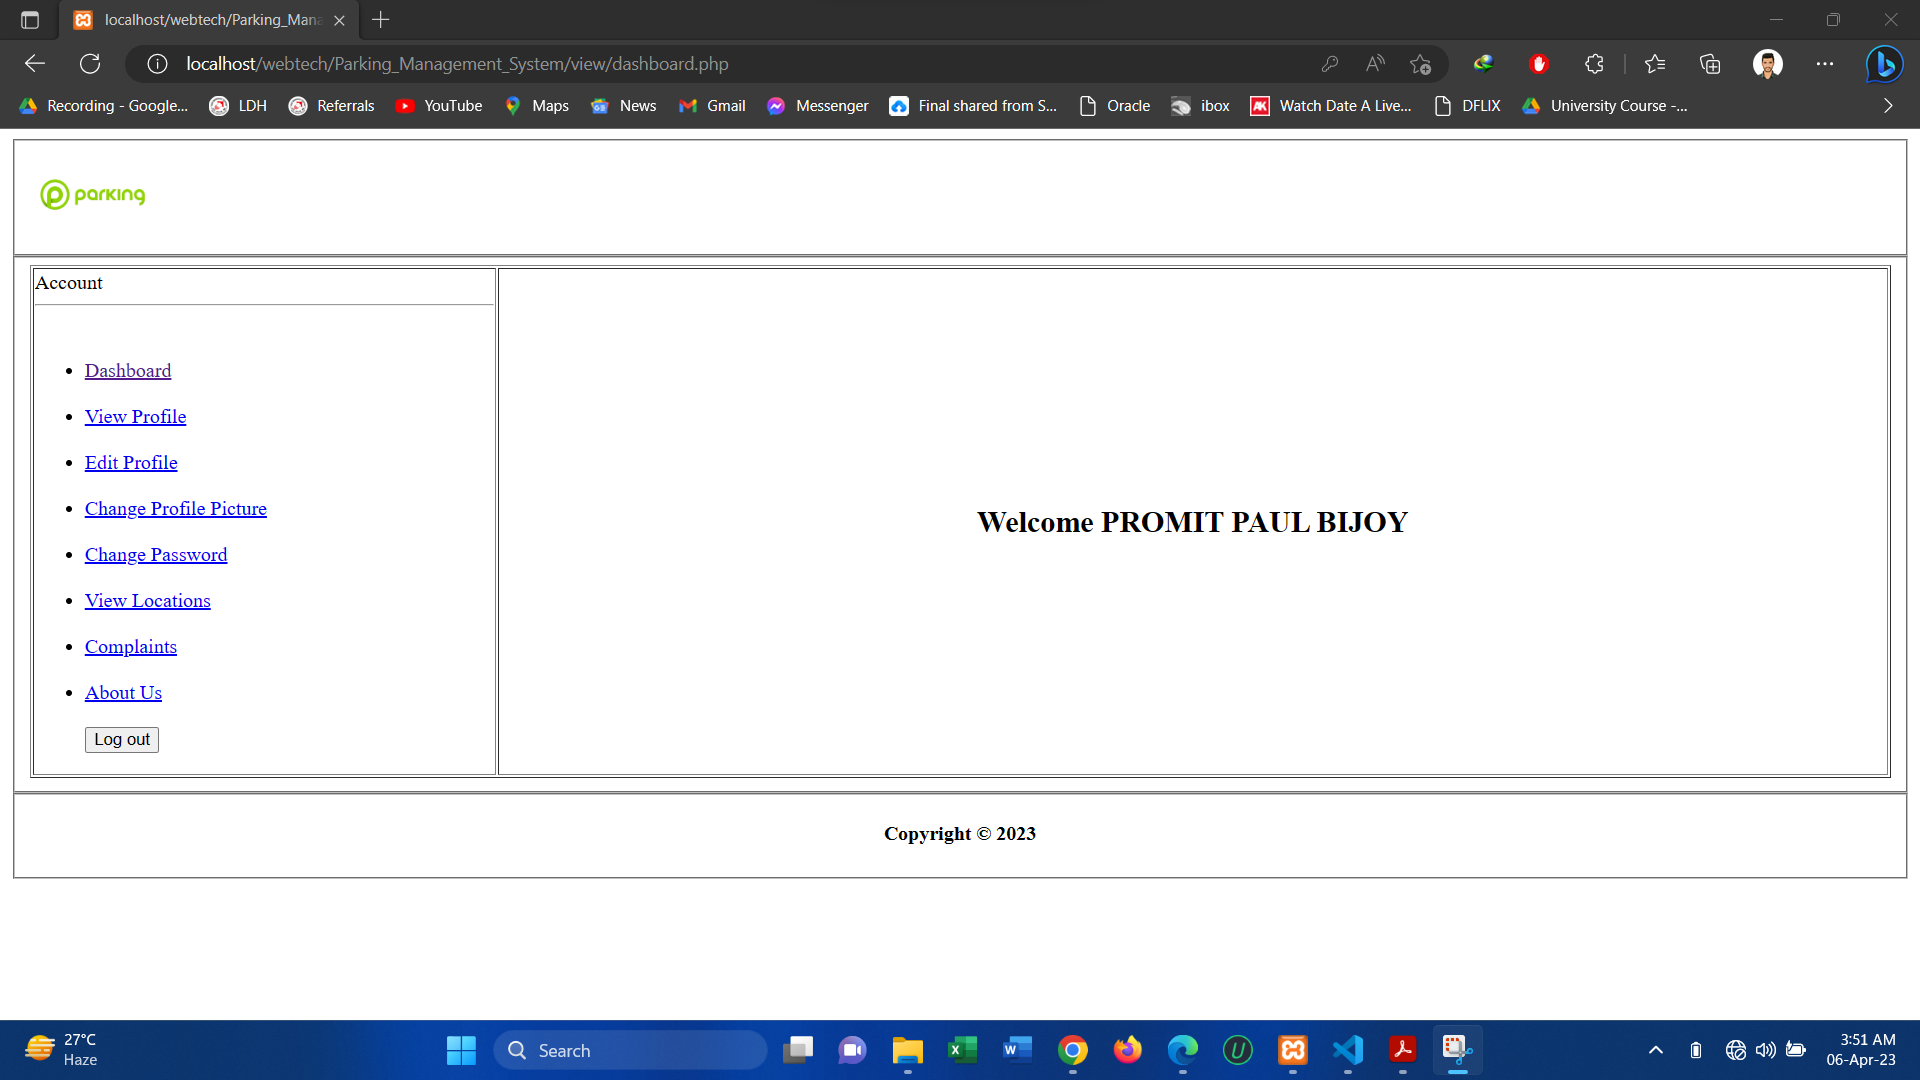 localhost/webtech/Parking_Mana
localhost/webtech/Parking_Management_System/view/dashboard.php
Recording - Google... LDH Referrals YouTube Maps News Gmail Messenger Final shared from S... Oracle ibox Watch Date A Live... DFLIX University Course -...
parking
Account
Dashboard
View Profile
Edit Profile
Change Profile Picture
Change Password
View Locations
Complaints
About Us
Log out
Welcome PROMIT PAUL BIJOY
Copyright © 2023
27°C
Haze
Search
3:51 AM
06-Apr-23